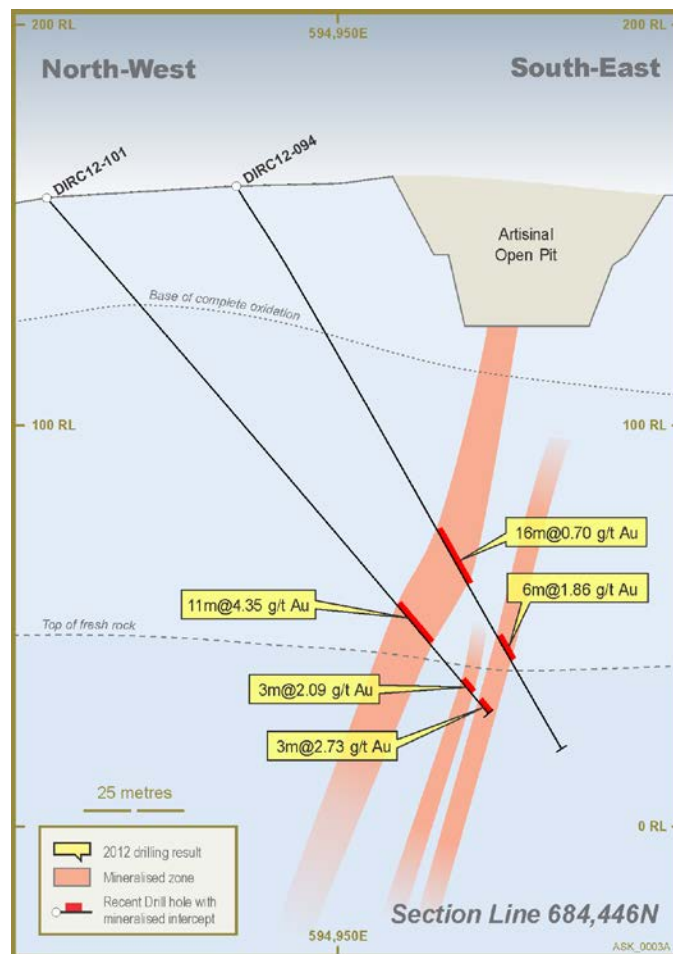 200 RL
594,950E
200 RL
North-West
South-East
DIRC12-101
DIRC12-094
Artisinal
Open Pit
Base of complete oxidation
100 RL
100 RL
16m@0.70 g/t Au
6m@1.86 g/t Au
11m@4.35 g/t Au
Top of fresh rock
3m@2.09 g/t Au
3m@2.73 g/t Au
25 metres
0 RL
2012 drilling result
Mineralised zone
Recent Drill hole with
mineralised intercept
Section Line 684,446N
594,950E
ASK_0003A